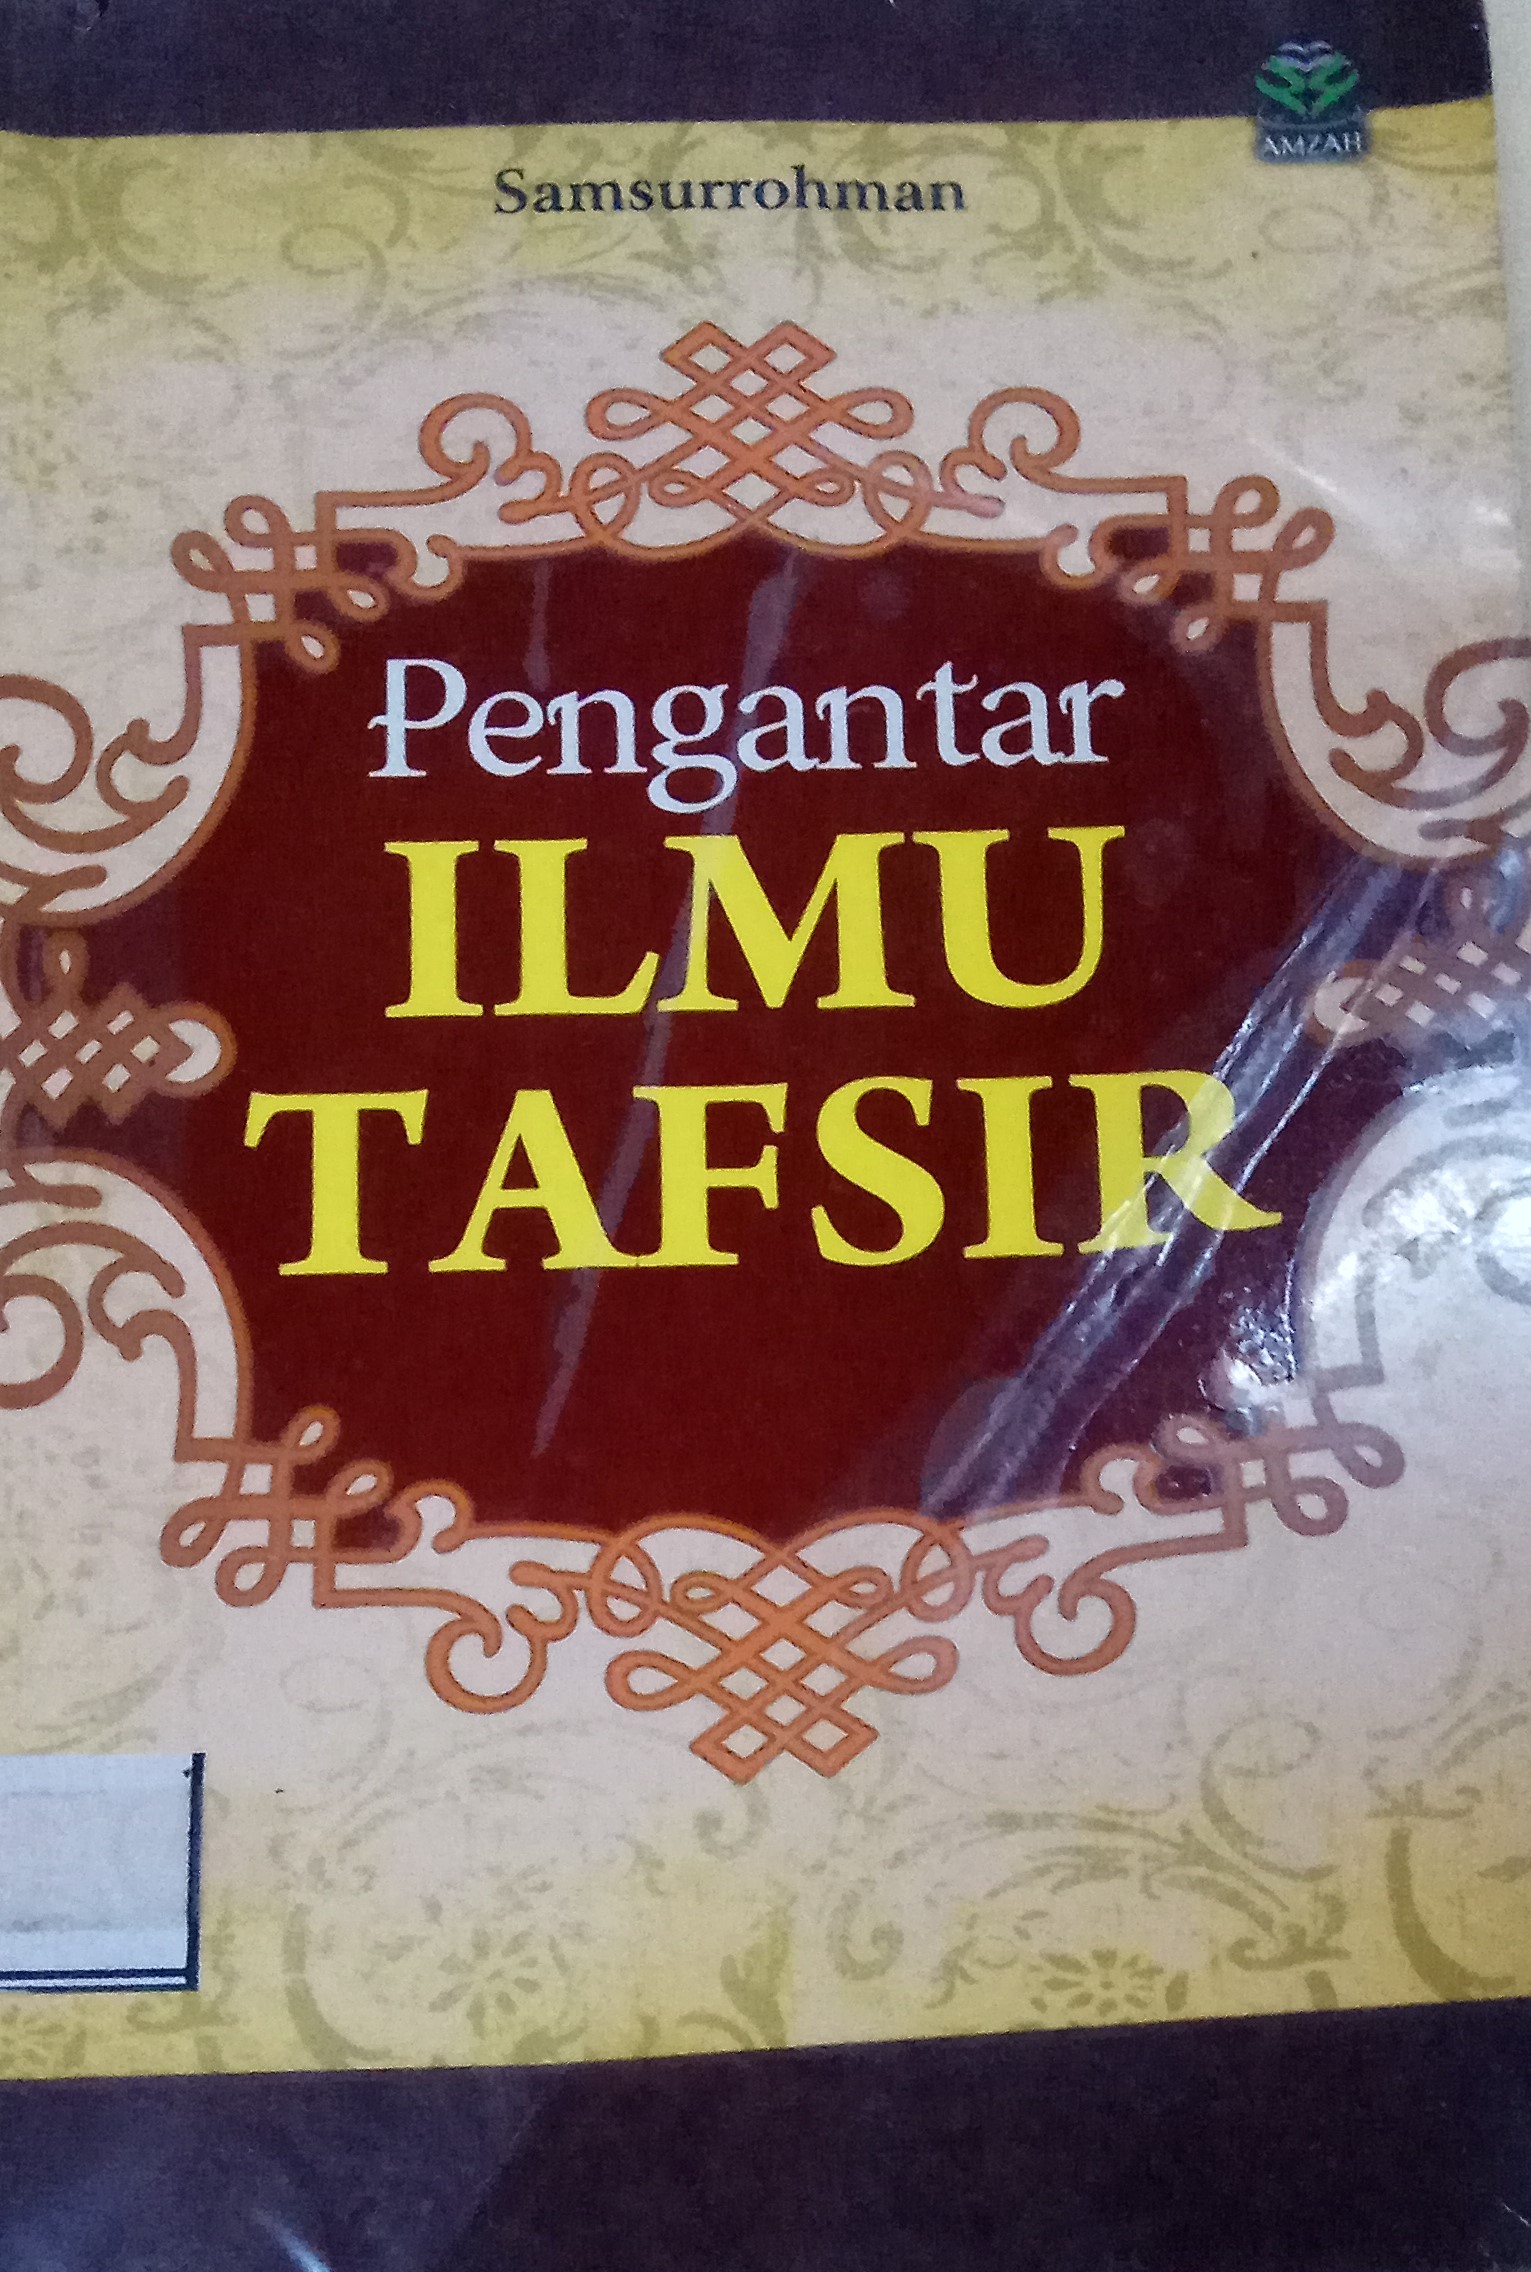 AMZAH
Samsurrohman
Pengantar
ILMU
TAFSIR